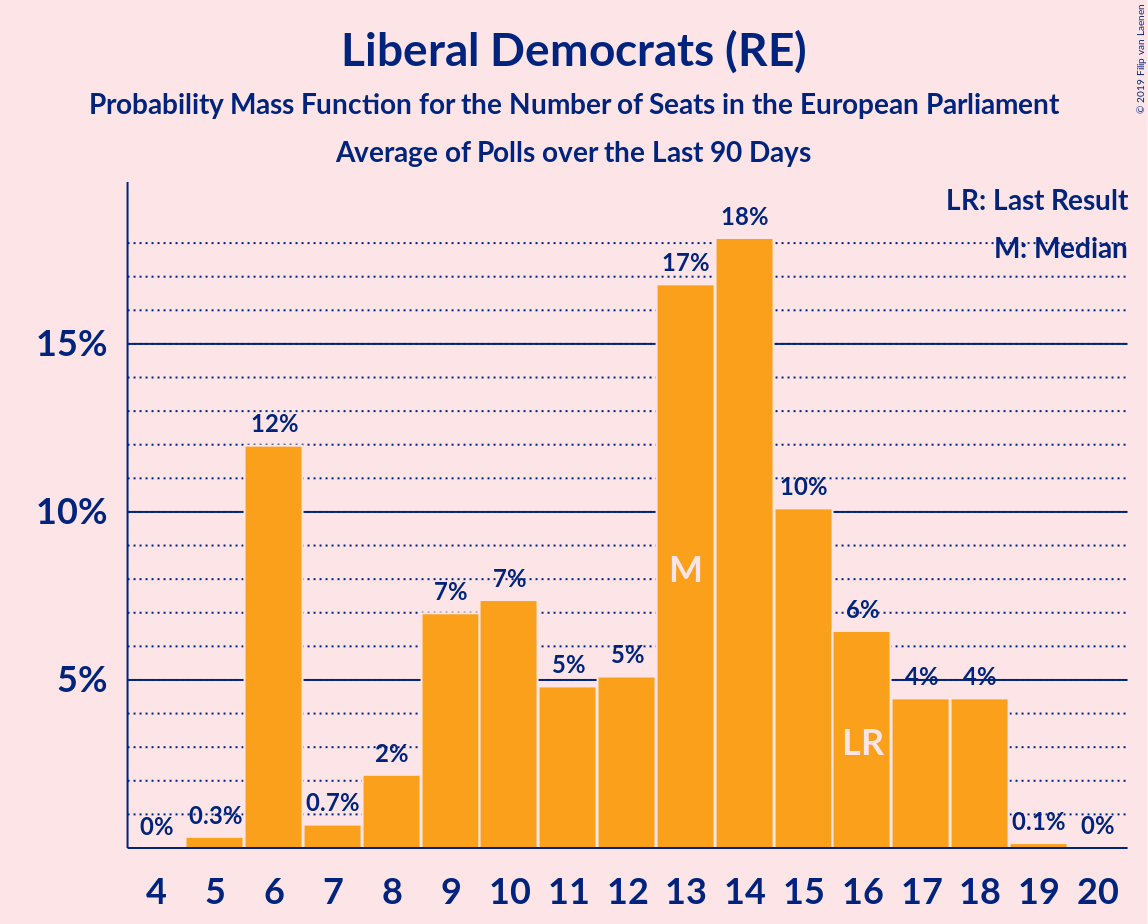 Liberal Democrats (RE)
Probability Mass Function for the Number of Seats in the European Parliament
Average of Polls over the Last 90 Days
© 2019 Filip van Laenen
LR: Last Result
M: Median
15%
10%
5%
0%
0.3%
12%
0.7%
2%
7%
7%
5%
5%
17%
18%
10%
6%
4%
4%
0.1%
0%
M
LR
4 5 6 7 8 9 10 11 12 13 14 15 16 17 18 19 20